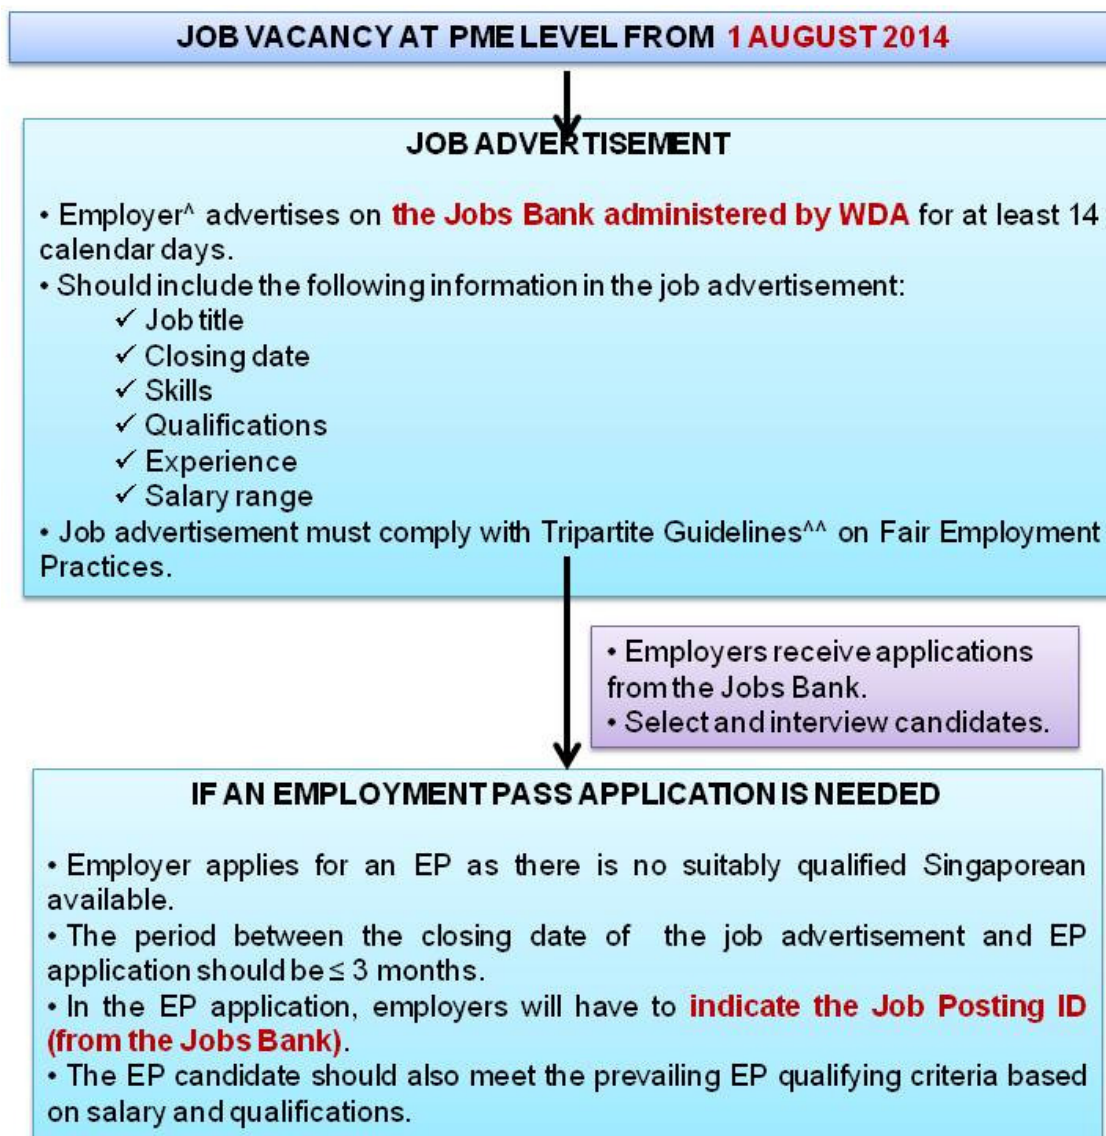 JOB VACANCY AT PME LEVEL FROM 1 AUGUST 2014
JOB ADVERTISEMENT
• Employer^ advertises on the Jobs Bank administered by WDA for at least 14
calendar days.
• Should include the following information in the job advertisement:
✓ Job title
✓ Closing date
✓ Skills
✓ Qualifications
✓ Experience
✓ Salary range
• Job advertisement must comply with Tripartite Guidelines^^ on Fair Employment
Practices.
• Employers receive applications
from the Jobs Bank.
• Select and interview candidates.
IF AN EMPLOYMENT PASS APPLICATION IS NEEDED
• Employer applies for an EP as there is no suitably qualified Singaporean
available.
• The period between the closing date of the job advertisement and EP
application should be ≤ 3 months.
• In the EP application, employers will have to indicate the Job Posting ID
(from the Jobs Bank).
• The EP candidate should also meet the prevailing EP qualifying criteria based
on salary and qualifications.